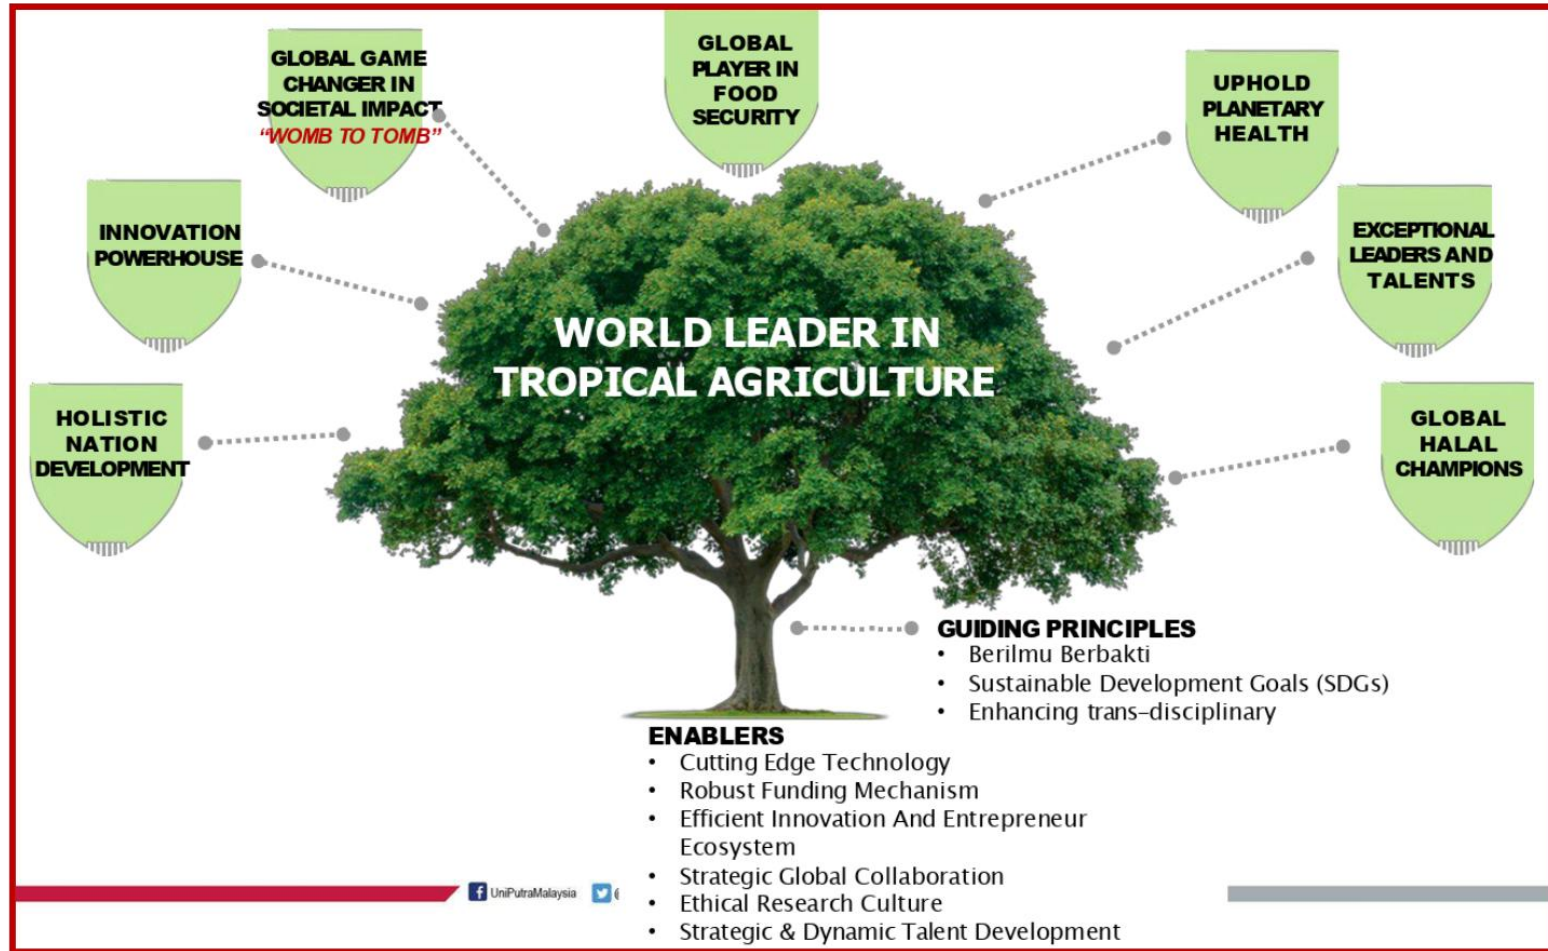 GLOBAL GAME
CHANGER IN
SOCIETAL IMPACT
“WOMB TO TOMB”
GLOBAL
PLAYER IN
FOOD
SECURITY
UPHOLD
PLANETARY
HEALTH
INNOVATION
POWERHOUSE
EXCEPTIONAL
LEADERS AND
TALENTS
HOLISTIC
NATION
DEVELOPMENT
WORLD LEADER IN
TROPICAL AGRICULTURE
GLOBAL
HALAL
CHAMPIONS
GUIDING PRINCIPLES
• Berilmu Berbakti
• Sustainable Development Goals (SDGs)
• Enhancing trans–disciplinary
ENABLERS
• Cutting Edge Technology
• Robust Funding Mechanism
• Efficient Innovation And Entrepreneur
Ecosystem
• Strategic Global Collaboration
• Ethical Research Culture
• Strategic & Dynamic Talent Development
UniPutraMalaysia